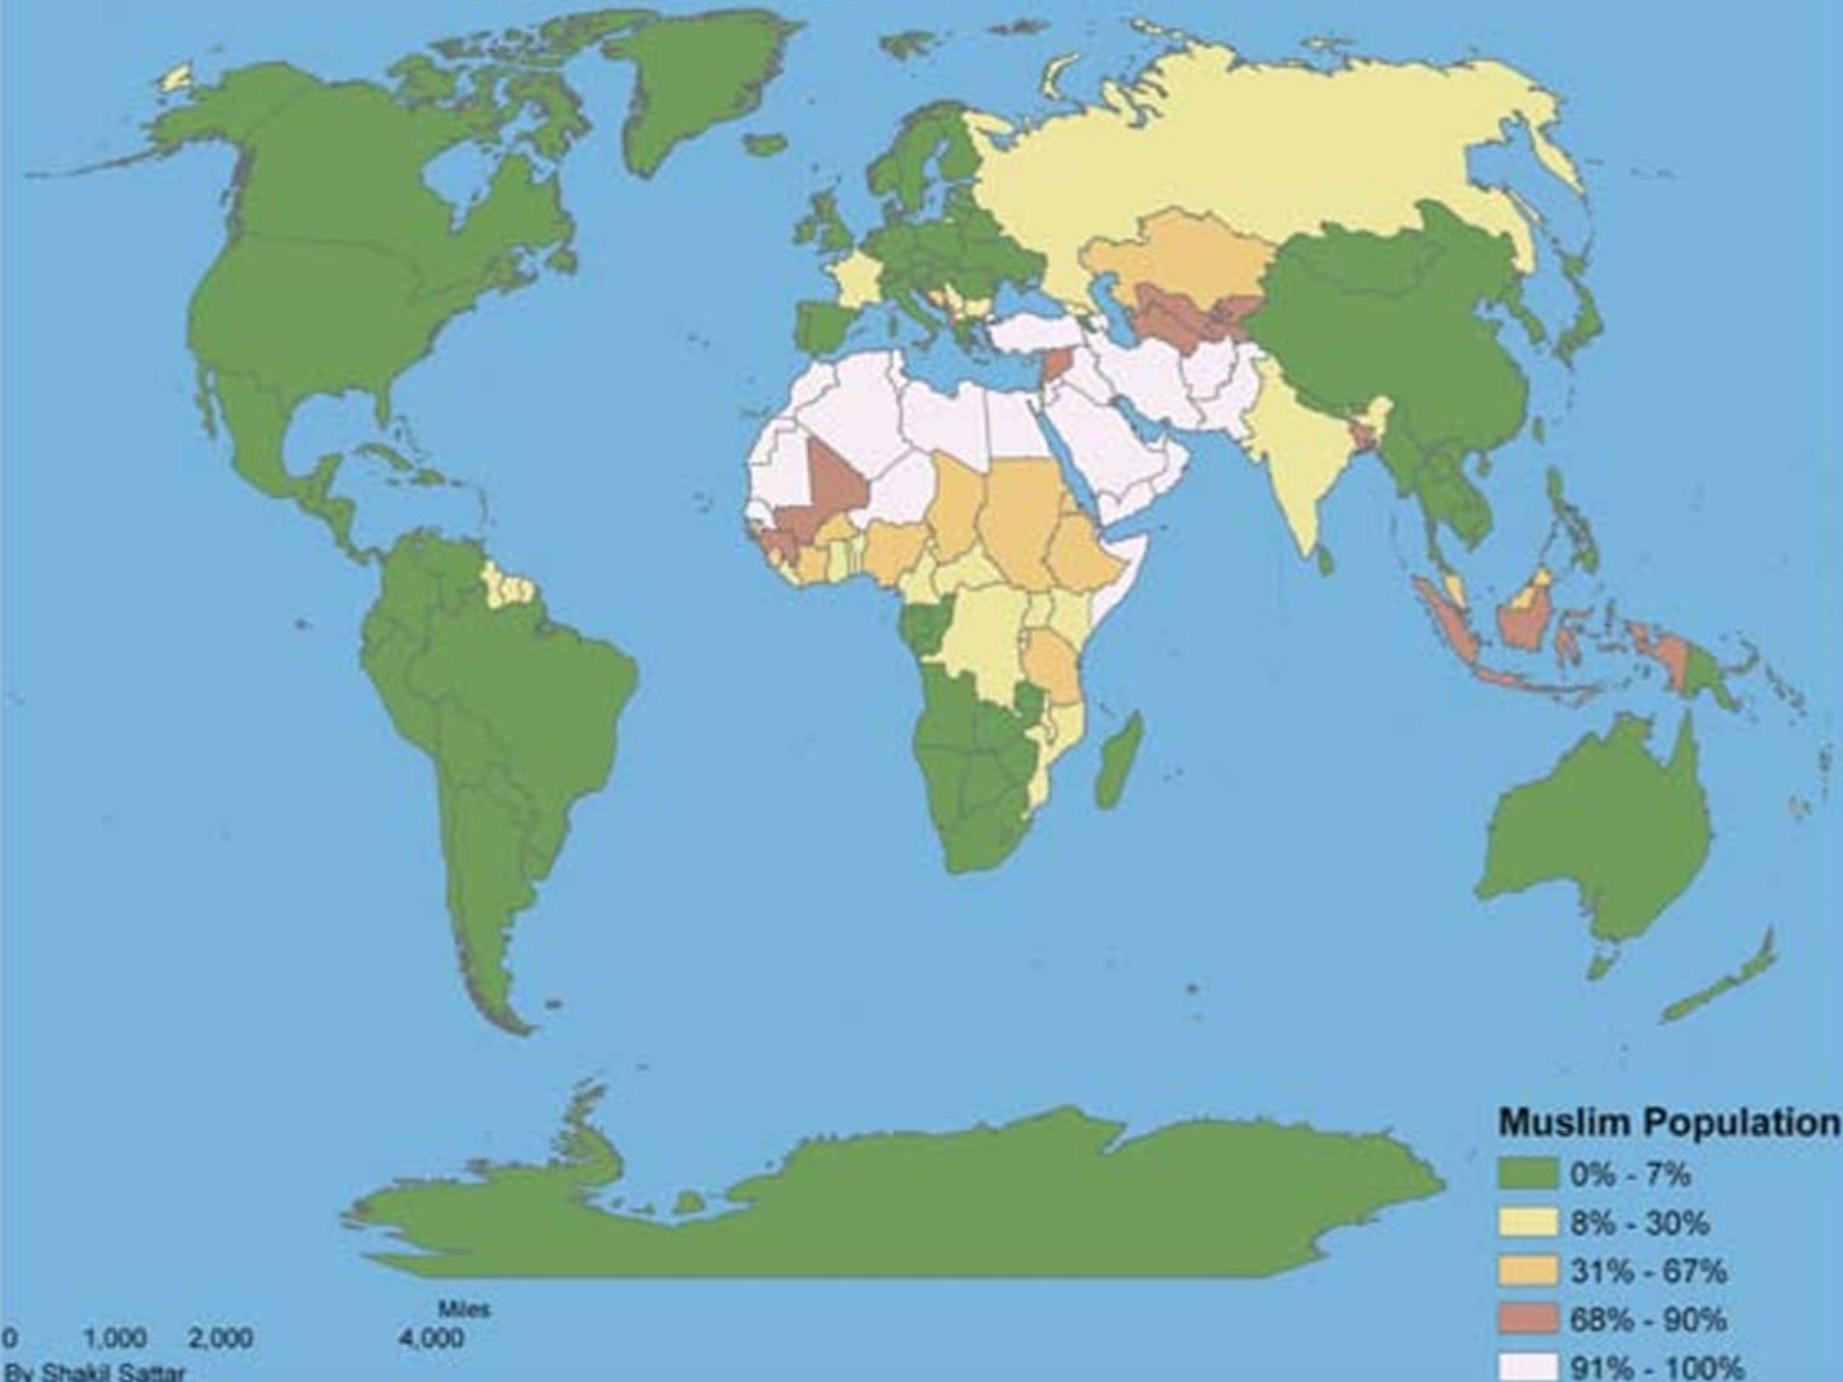 Muslim Population
0% - 7%
8% - 30%
31% - 67%
68% - 90%
91% - 100%
Miles
0 1,000 2,000 4,000
By Shakil Sattar